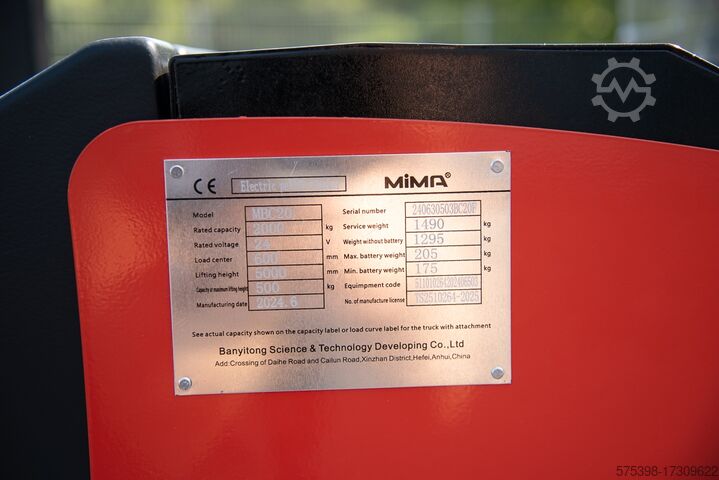 CE Electric
MiMA®
Model MBC20
Rated capacity 2000 kg
Rated voltage 24 V
Load center 600 mm
Lifting height 5000 mm
Capacity at maximum lifting height 500 kg
Manufacturing date 2024.6
Serial number 240630503BC20F
Service weight 1490 kg
Weight without battery 1295 kg
Max. battery weight 205 kg
Min. battery weight 175 kg
Equimpment code
No. of manufacture license TS2510264-2025
See actual capacity shown on the capacity label or load curve label for the truck with attachment
Banyitong Science & Technology Developing Co.,Ltd
Add:Crossing of Daihe Road and Cailun Road,Xinzhan District,Hefei,Anhui,China
575398-17309622